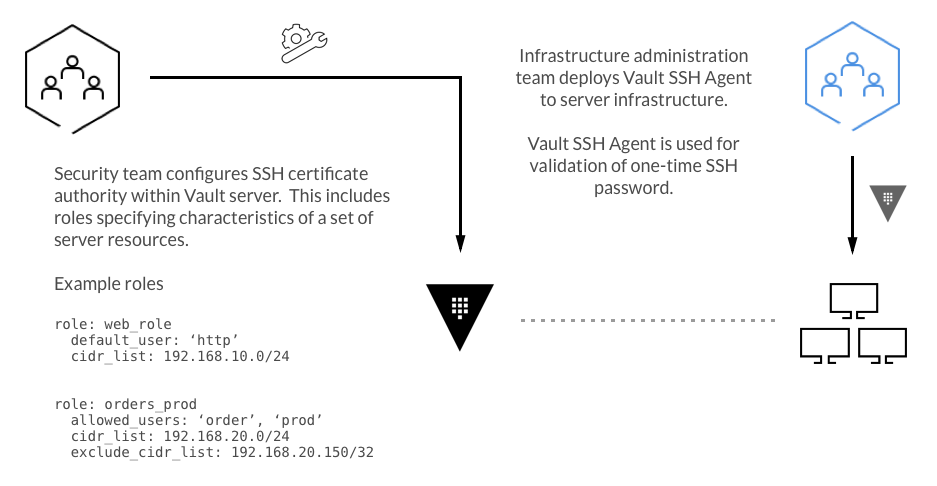 Infrastructure administration
team deploys Vault SSH Agent
to server infrastructure.
Vault SSH Agent is used for
validation of one-time SSH
password.
Security team configures SSH certificate
authority within Vault server.  This includes
roles specifying characteristics of a set of
server resources.
Example roles
role: web_role
  default_user: ‘http’
  cidr_list: 192.168.10.0/24
role: orders_prod
  allowed_users: ‘order’, ‘prod’
  cidr_list: 192.168.20.0/24
  exclude_cidr_list: 192.168.20.150/32